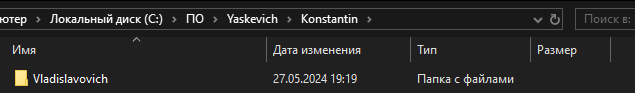 ютер > Локальный диск (C:) > ПО > Yaskevich > Konstantin >
Поиск в:
Имя Дата изменения Тип Размер
Vladislavovich 27.05.2024 19:19 Папка с файлами